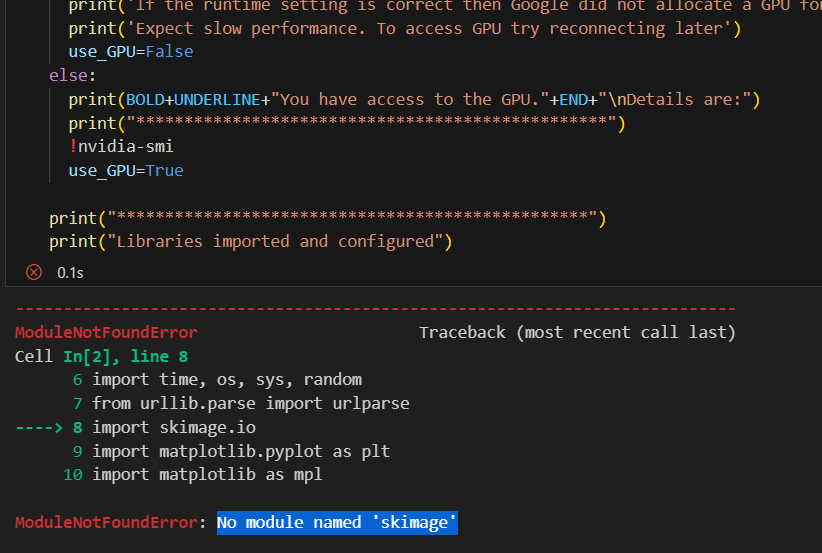 print('If the runtime setting is correct then Google did not allocate a GPU fo
print('Expect slow performance. To access GPU try reconnecting later')
use_GPU=False
else:
print(BOLD+UNDERLINE+"You have access to the GPU."+END+"\nDetails are:")
print("*************************************************")
!nvidia-smi
use_GPU=True
print("*************************************************")
print("Libraries imported and configured")
0.1s
---------------------------------------------------------------------------
ModuleNotFoundError Traceback (most recent call last)
Cell In[2], line 8
6 import time, os, sys, random
7 from urllib.parse import urlparse
----> 8 import skimage.io
9 import matplotlib.pyplot as plt
10 import matplotlib as mpl
ModuleNotFoundError: No module named 'skimage'